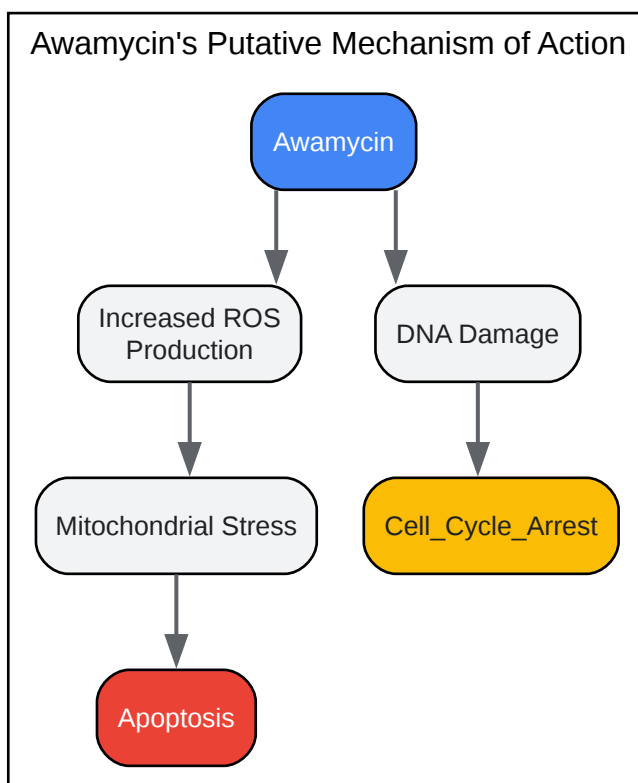 Awamycin's Putative Mechanism of Action
Awamycin
Increased ROS
Production
DNA Damage
Mitochondrial Stress
Cell_Cycle_Arrest
Apoptosis